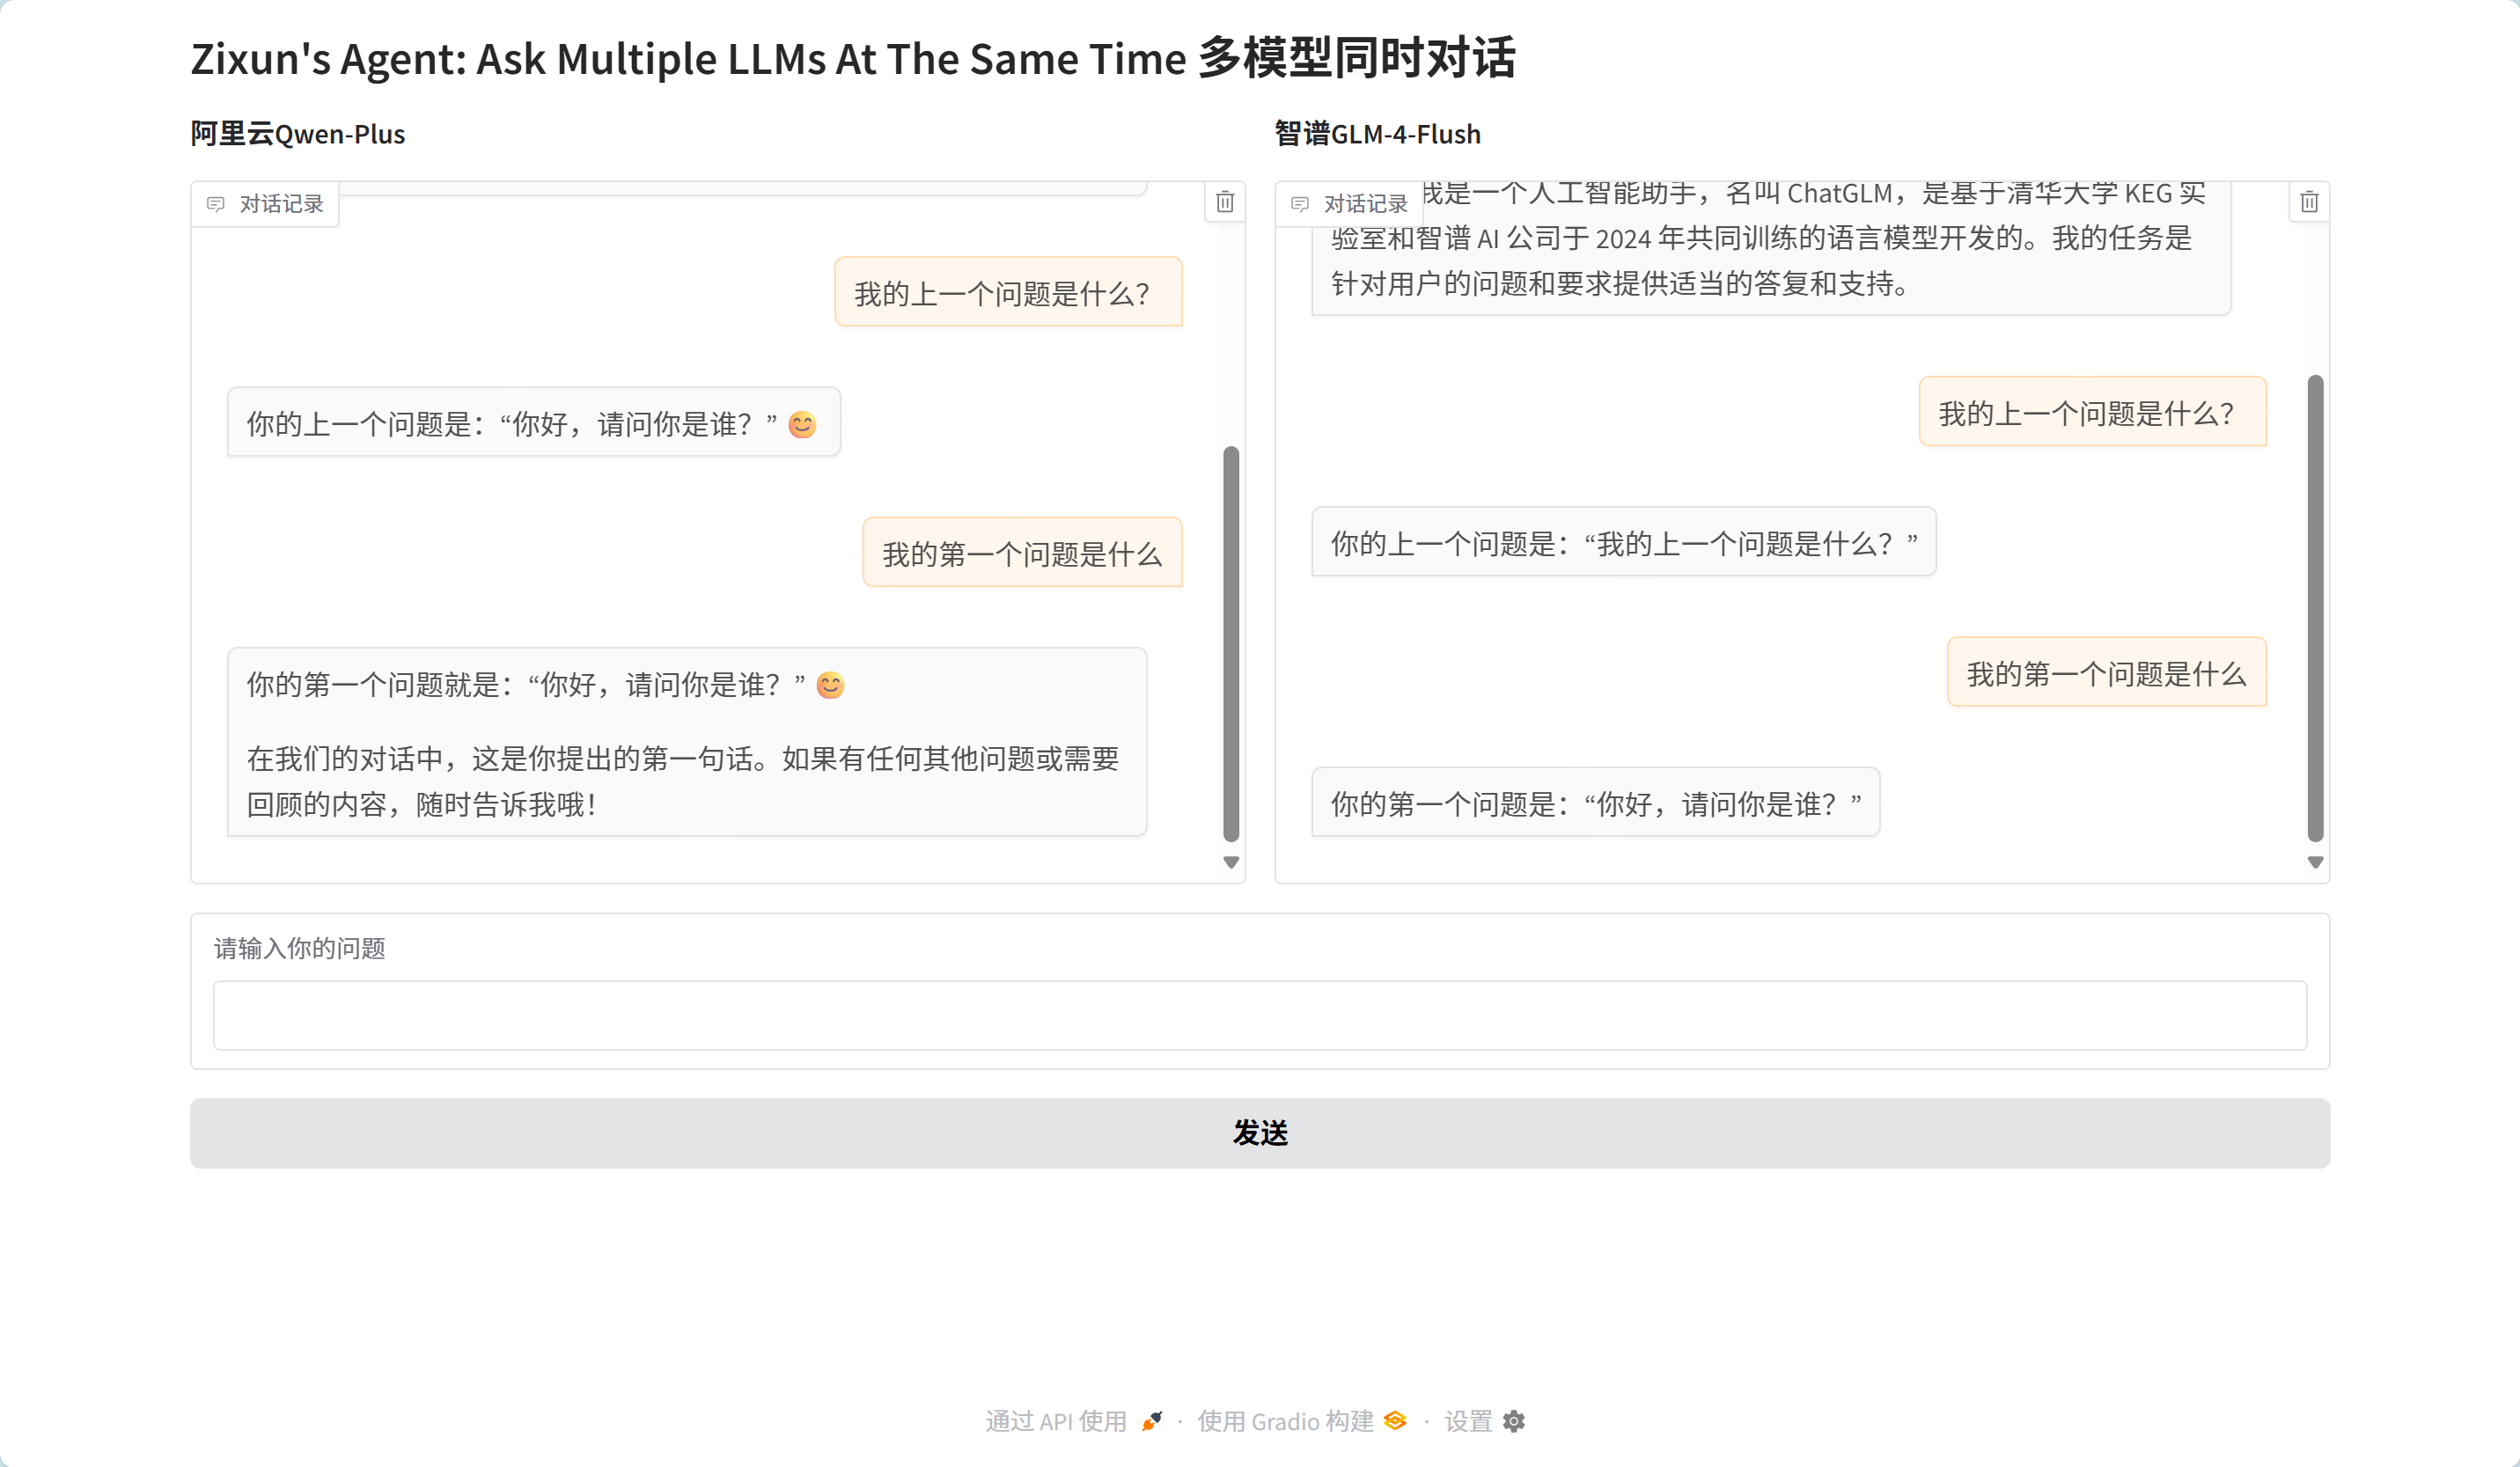 Zixun's Agent: Ask Multiple LLMs At The Same Time 多模型同时对话
阿里云Qwen-Plus
对话记录
我的上一个问题是什么？
你的上一个问题是：“你好，请问你是谁？” 😊
我的第一个问题是什么
你的第一个问题就是：“你好，请问你是谁？” 😊
在我们的对话中，这是你提出的第一句话。如果有任何其他问题或需要
回顾的内容，随时告诉我哦！
智谱GLM-4-Flush
对话记录
我是一个人工智能助手，名叫 ChatGLM，是基于清华大学 KEG 实
验室和智谱 AI 公司于 2024 年共同训练的语言模型开发的。我的任务是
针对用户的问题和要求提供适当的答复和支持。
我的上一个问题是什么？
你的上一个问题是：“我的上一个问题是什么？”
我的第一个问题是什么
你的第一个问题是：“你好，请问你是谁？”
请输入你的问题
发送
通过 API 使用 · 使用 Gradio 构建 · 设置